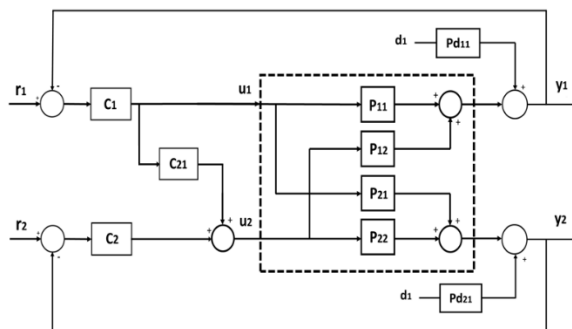 d₁ Pd₁₁
r₁ - - C₁ u₁ P₁₁ + + + + y₁
P₁₂
C₂₁
P₂₁
r₂ - - C₂ + + u₂ P₂₂ + + + + y₂
d₁ Pd₂₁